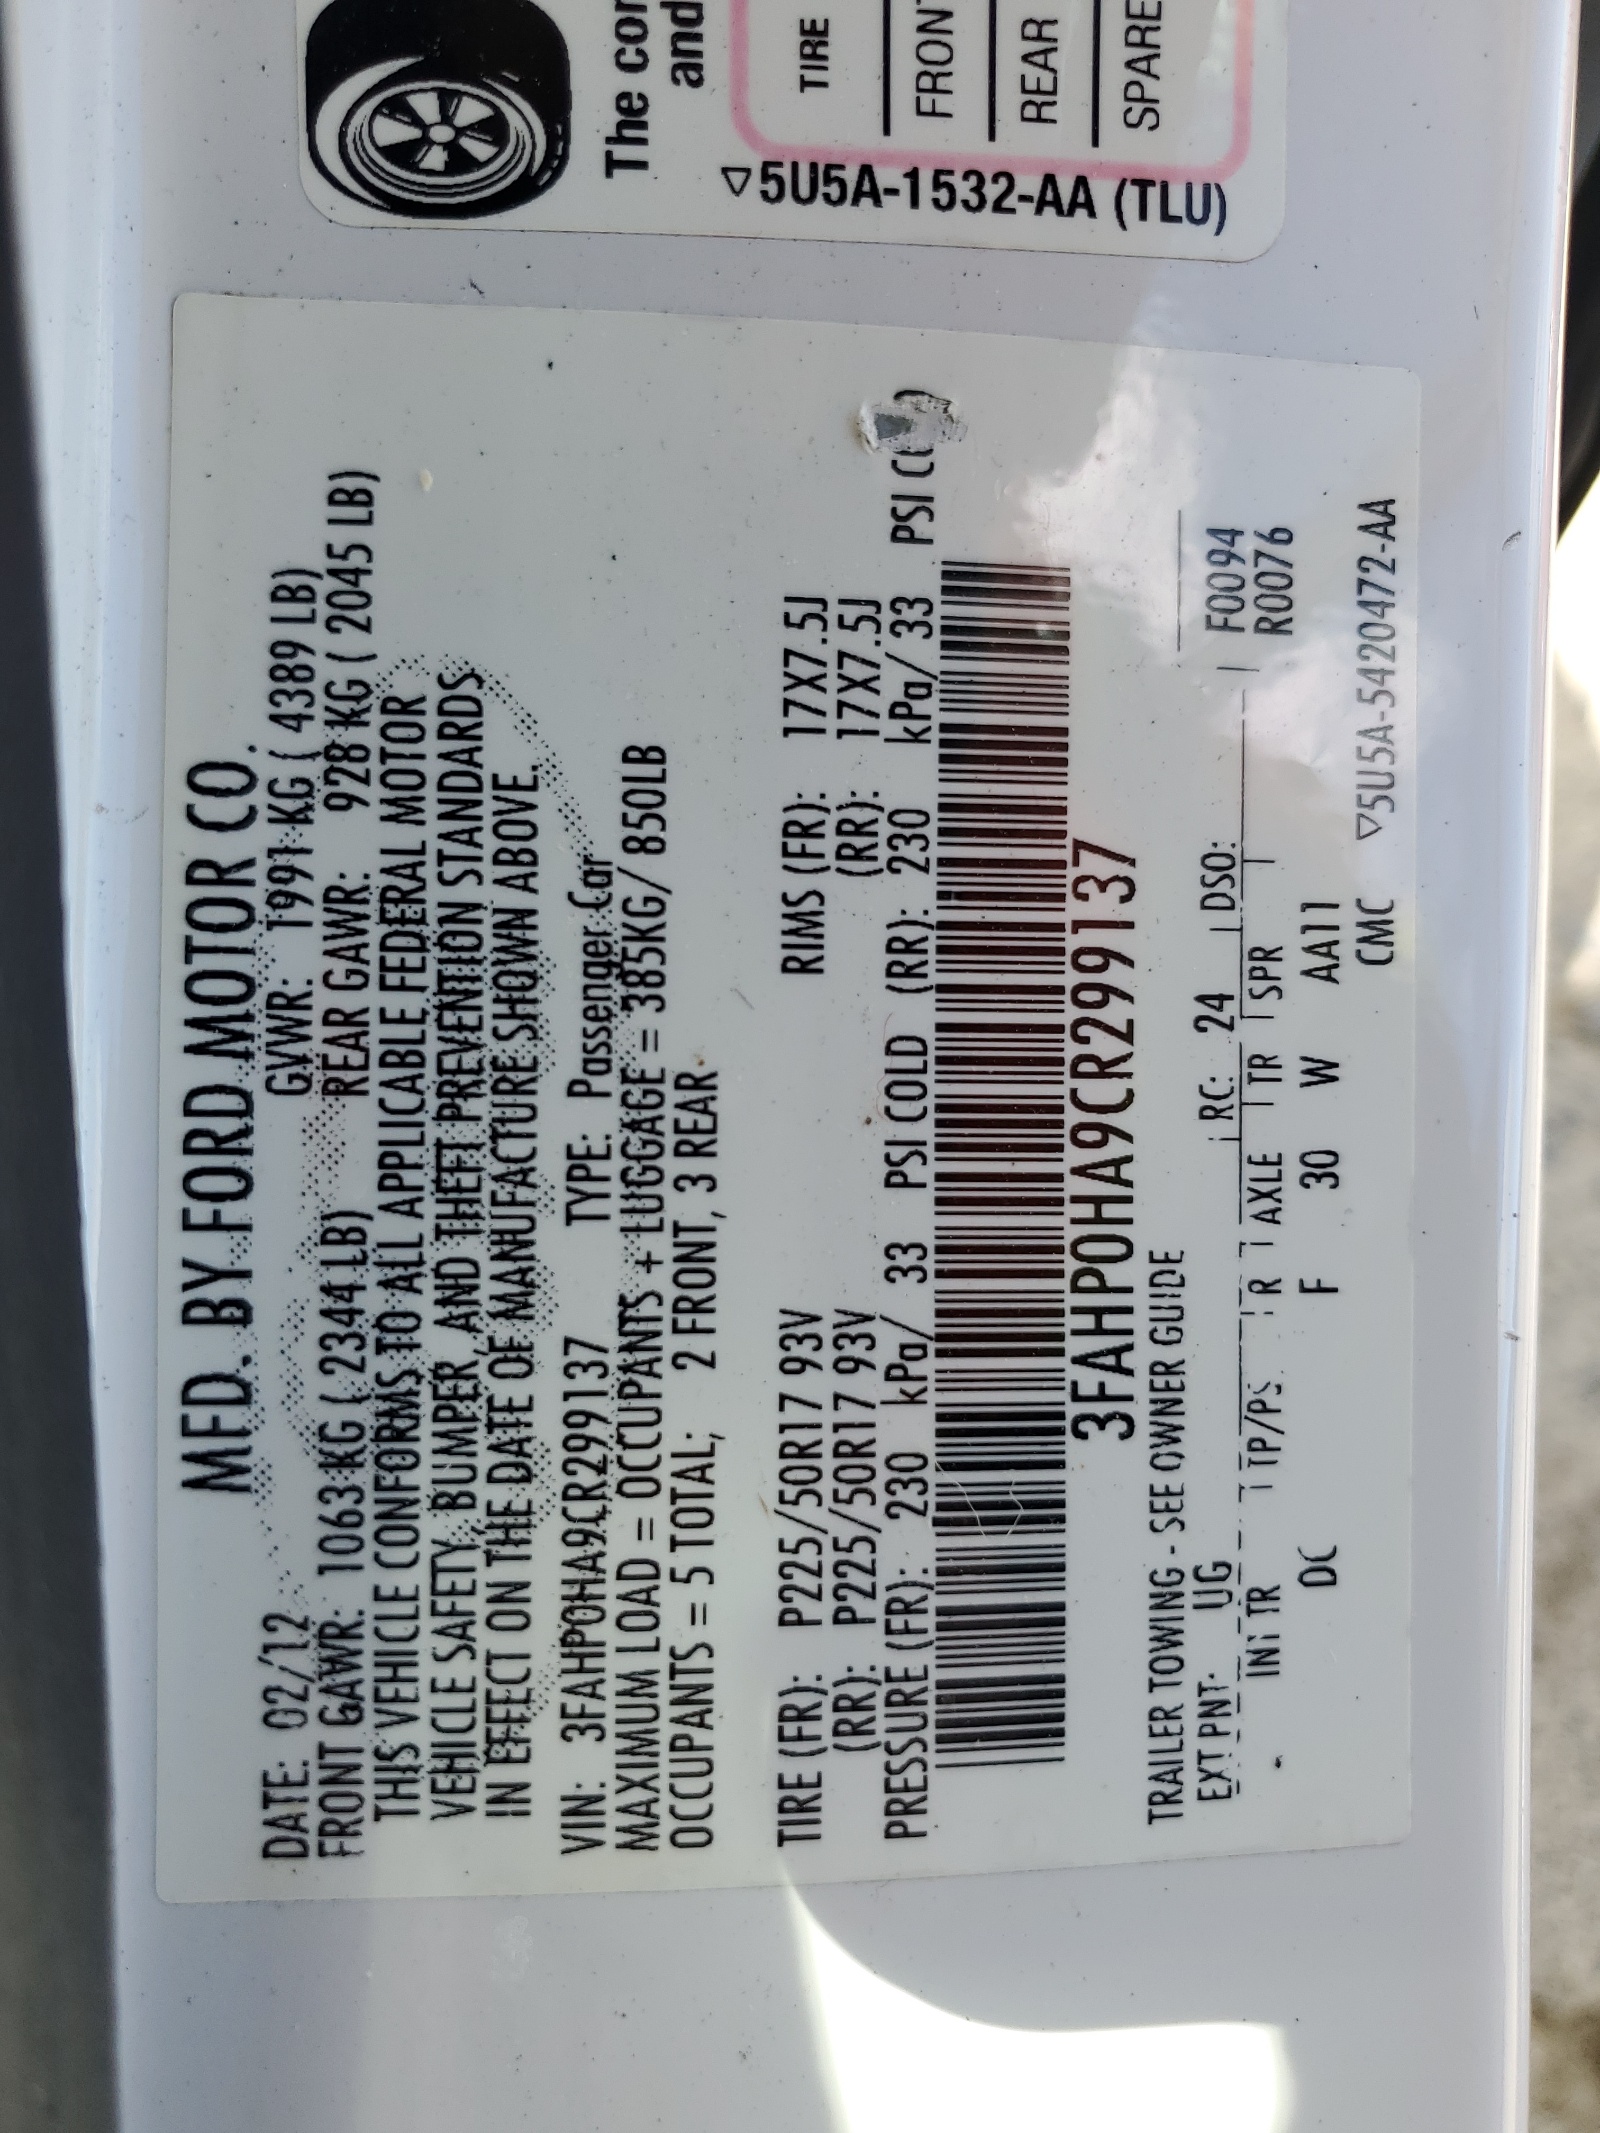 MFD. BY FORD MOTOR CO.
DATE: 02/12 GVWR: 1991 KG ( 4389 LB)
FRONT GAWR: 1063 KG ( 2344 LB) REAR GAWR: 928 KG ( 2045 LB)
THIS VEHICLE CONFORMS TO ALL APPLICABLE FEDERAL MOTOR
VEHICLE SAFETY, BUMPER, AND THEFT PREVENTION STANDARDS
IN EFFECT ON THE DATE OF MANUFACTURE SHOWN ABOVE.
VIN: 3FAHP0HA9CR299137 TYPE: Passenger Car
MAXIMUM LOAD = OCCUPANTS + LUGGAGE = 385KG/ 850LB
OCCUPANTS = 5 TOTAL; 2 FRONT, 3 REAR
TIRE (FR): P225/50R17 93V RIMS (FR): 17X7.5J
(RR): P225/50R17 93V (RR): 17X7.5J
PRESSURE (FR): 230 kPa/ 33 PSI COLD (RR): 230 kPa/ 33 PSI
3FAHP0HA9CR299137
TRAILER TOWING - SEE OWNER GUIDE
EXT PNT: UG RC: 24 DSO: F0094
INT TR TP/PS R AXLE TR SPR R0076
DC F 30 W AA11
CMC ▽5U5A-5420472-AA
The
and
TIRE
FRONT
REAR
SPARE
▽5U5A-1532-AA (TLU)